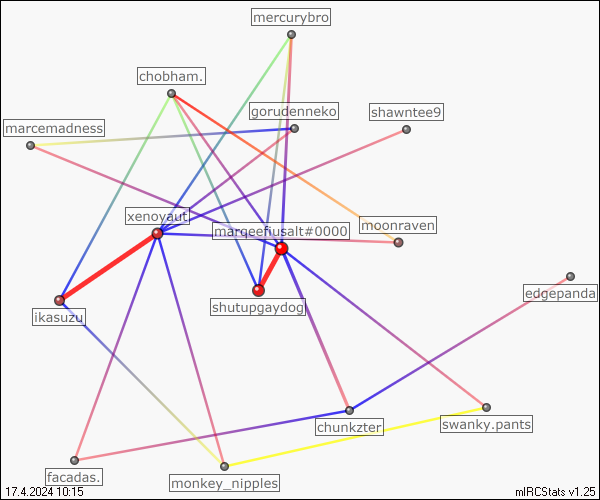 mercurybro
chobham.
gorudenneko
shawntee9
marcemadness
xenoyaut
moonraven
marqeefusalt#0000
edgepanda
shutupgaydog
ikasuzu
chunkzter
swanky.pants
facadas.
monkey_nipples
17.4.2024 10:15
mIRCStats v1.25